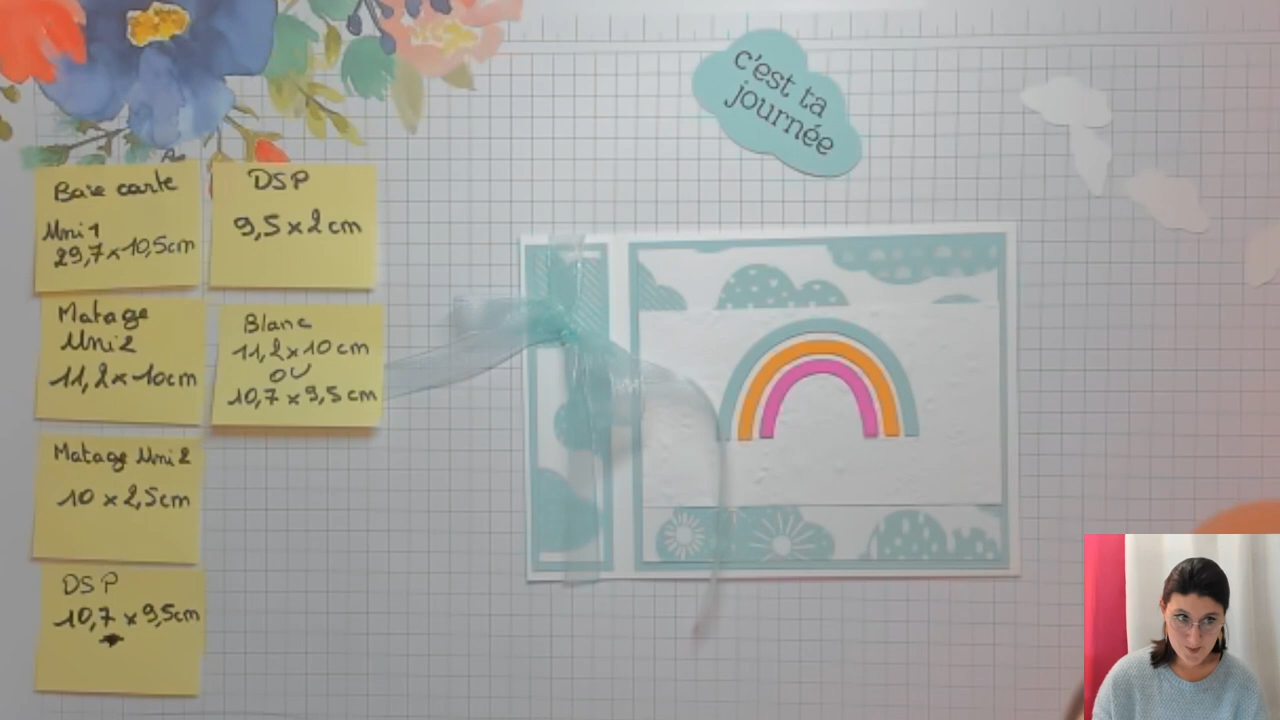 c'est ta
journée
Base carte
Uni 1
29,7 x 10,5cm
DSP
9,5 x 2 cm
Matage
Uni 2
11,2 x 10cm
Blanc
11,2 x 10 cm
OU
10,7 x 9,5 cm
Matage Uni 2
10 x 2,5cm
DSP
10,7 x 9,5cm